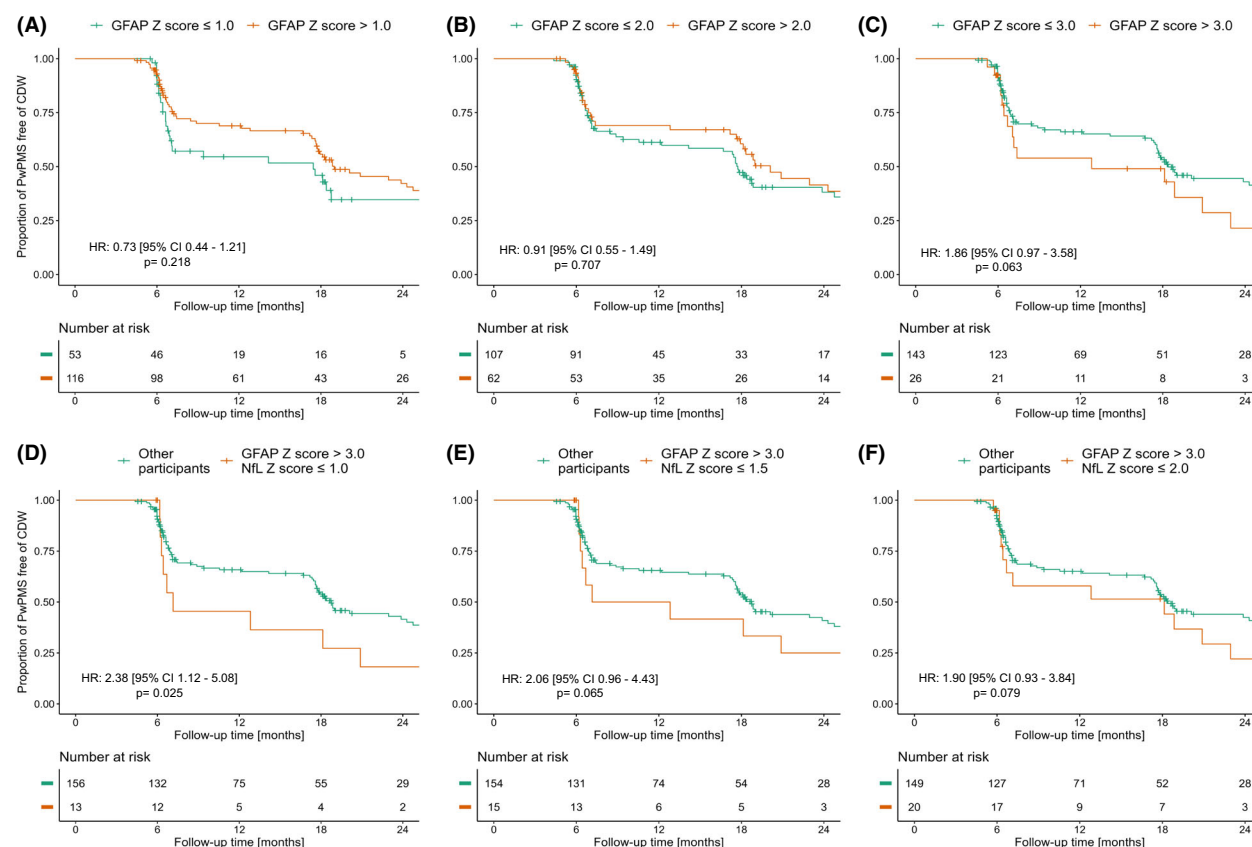 (A)
GFAP Z score ≤ 1.0 GFAP Z score > 1.0
Proportion of PwPMS free of CDW
1.00
0.75
0.50
0.25
0.00
HR: 0.73 [95% CI 0.44 - 1.21]
p= 0.218
0 6 12 18 24
Follow-up time [months]
Number at risk
53 46 19 16 5
116 98 61 43 26
0 6 12 18 24
Follow-up time [months]
(B)
GFAP Z score ≤ 2.0 GFAP Z score > 2.0
1.00
0.75
0.50
0.25
0.00
HR: 0.91 [95% CI 0.55 - 1.49]
p= 0.707
0 6 12 18 24
Follow-up time [months]
Number at risk
107 91 45 33 17
62 53 35 26 14
0 6 12 18 24
Follow-up time [months]
(C)
GFAP Z score ≤ 3.0 GFAP Z score > 3.0
1.00
0.75
0.50
0.25
0.00
HR: 1.86 [95% CI 0.97 - 3.58]
p= 0.063
0 6 12 18 24
Follow-up time [months]
Number at risk
143 123 69 51 28
26 21 11 8 3
0 6 12 18 24
Follow-up time [months]
(D)
Other GFAP Z score > 3.0
participants NfL Z score ≤ 1.0
Proportion of PwPMS free of CDW
1.00
0.75
0.50
0.25
0.00
HR: 2.38 [95% CI 1.12 - 5.08]
p= 0.025
0 6 12 18 24
Follow-up time [months]
Number at risk
156 132 75 55 29
13 12 5 4 2
0 6 12 18 24
Follow-up time [months]
(E)
Other GFAP Z score > 3.0
participants NfL Z score ≤ 1.5
1.00
0.75
0.50
0.25
0.00
HR: 2.06 [95% CI 0.96 - 4.43]
p= 0.065
0 6 12 18 24
Follow-up time [months]
Number at risk
154 131 74 54 28
15 13 6 5 3
0 6 12 18 24
Follow-up time [months]
(F)
Other GFAP Z score > 3.0
participants NfL Z score ≤ 2.0
1.00
0.75
0.50
0.25
0.00
HR: 1.90 [95% CI 0.93 - 3.84]
p= 0.079
0 6 12 18 24
Follow-up time [months]
Number at risk
149 127 71 52 28
20 17 9 7 3
0 6 12 18 24
Follow-up time [months]